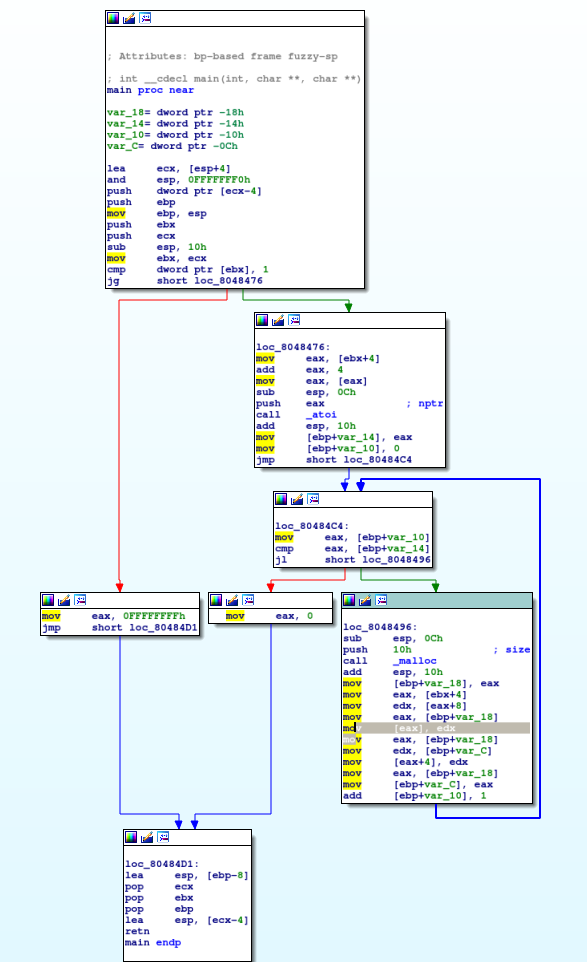 ; Attributes: bp-based frame fuzzy-sp
; int __cdecl main(int, char **, char **)
main proc near
var_18= dword ptr -18h
var_14= dword ptr -14h
var_10= dword ptr -10h
var_C= dword ptr -0Ch
lea ecx, [esp+4]
and esp, 0FFFFFFF0h
push dword ptr [ecx-4]
push ebp
mov ebp, esp
push ebx
push ecx
sub esp, 10h
mov ebx, ecx
cmp dword ptr [ebx], 1
jg short loc_8048476
loc_8048476:
mov eax, [ebx+4]
add eax, 4
mov eax, [eax]
sub esp, 0Ch
push eax ; nptr
call _atoi
add esp, 10h
mov [ebp+var_14], eax
mov [ebp+var_10], 0
jmp short loc_80484C4
loc_80484C4:
mov eax, [ebp+var_10]
cmp eax, [ebp+var_14]
jl short loc_8048496
mov eax, 0FFFFFFFFh
jmp short loc_80484D1
mov eax, 0
loc_8048496:
sub esp, 0Ch
push 10h ; size
call _malloc
add esp, 10h
mov [ebp+var_18], eax
mov eax, [ebx+4]
mov edx, [eax+8]
mov eax, [ebp+var_18]
mov [eax], edx
mov eax, [ebp+var_18]
mov edx, [ebp+var_C]
mov [eax+4], edx
mov eax, [ebp+var_18]
mov [ebp+var_C], eax
add [ebp+var_10], 1
loc_80484D1:
lea esp, [ebp-8]
pop ecx
pop ebx
pop ebp
lea esp, [ecx-4]
retn
main endp